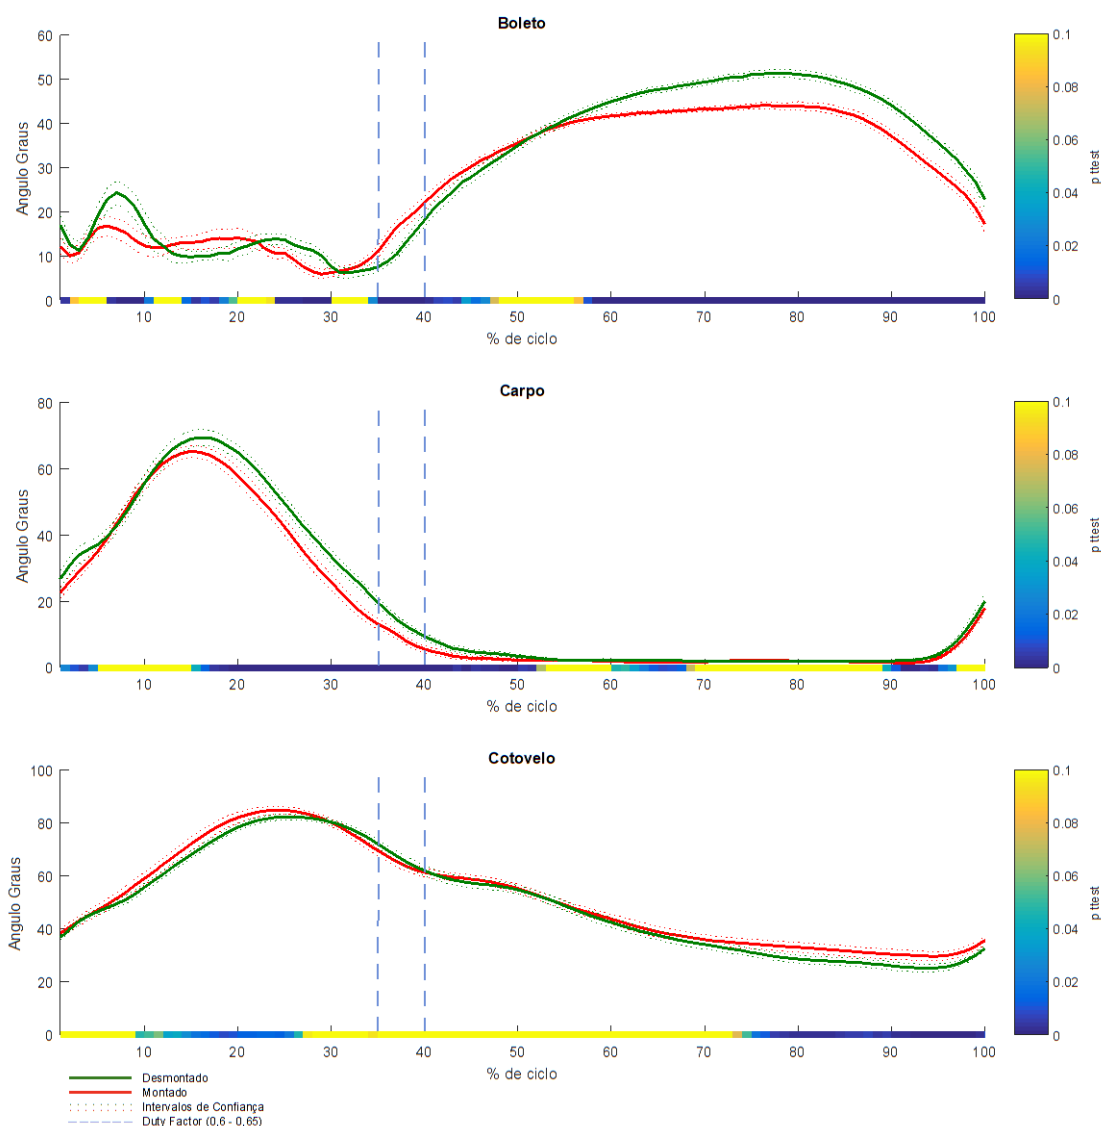 Boleto
60
50
40
30
20
10
0
Angulo Graus
10 20 30 40 50 60 70 80 90 100
% de ciclo
0.1
0.08
0.06
0.04
0.02
0
p ttest
Carpo
80
60
40
20
0
Angulo Graus
10 20 30 40 50 60 70 80 90 100
% de ciclo
0.1
0.08
0.06
0.04
0.02
0
p ttest
Cotovelo
100
80
60
40
20
0
Angulo Graus
10 20 30 40 50 60 70 80 90 100
% de ciclo
0.1
0.08
0.06
0.04
0.02
0
p ttest
Desmontado
Montado
Intervalos de Confiança
Duty Factor (0,6 - 0,65)